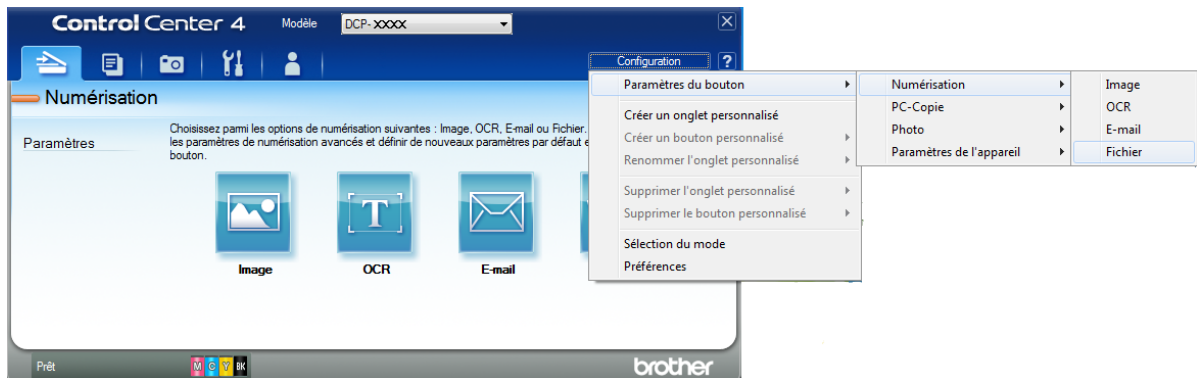 Control Center 4
Modèle
DCP-XXXX
Configuration
?
Numérisation
Paramètres
Choisissez parmi les options de numérisation suivantes : Image, OCR, E-mail ou Fichier.
les paramètres de numérisation avancés et définir de nouveaux paramètres par défaut
bouton.
Image
OCR
E-mail
Paramètres du bouton
Créer un onglet personnalisé
Créer un bouton personnalisé
Renommer l'onglet personnalisé
Supprimer l'onglet personnalisé
Supprimer le bouton personnalisé
Sélection du mode
Préférences
Numérisation
PC-Copie
Photo
Paramètres de l'appareil
Image
OCR
E-mail
Fichier
Prêt
M C Y BK
brother